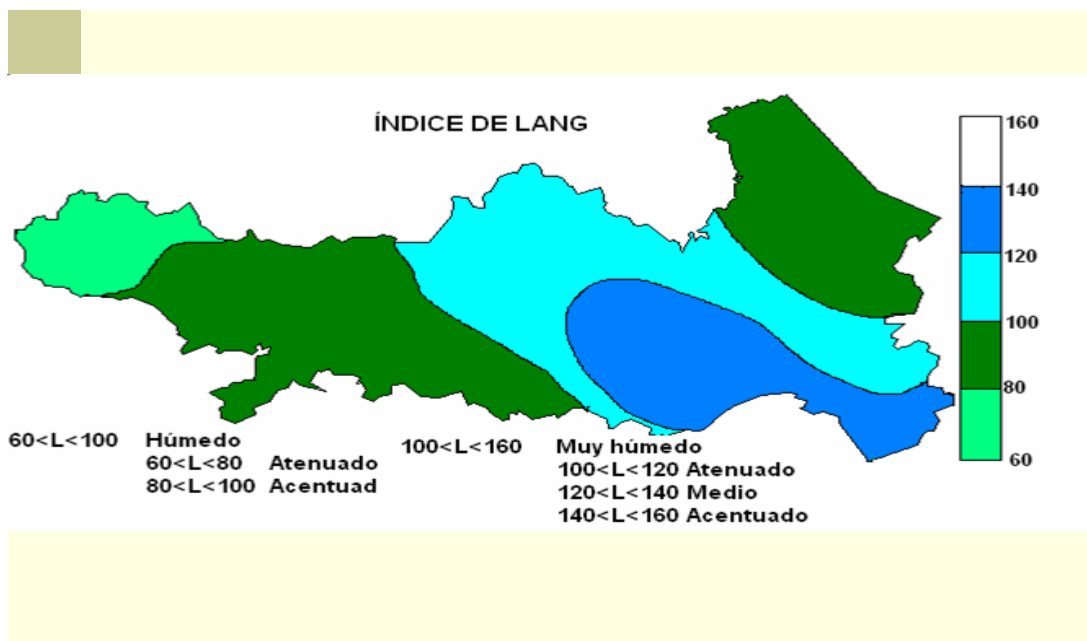 ÍNDICE DE LANG
160
140
120
100
80
60
60<L<100 Húmedo
60<L<80 Atenuado
80<L<100 Acentuad
100<L<160 Muy húmedo
100<L<120 Atenuado
120<L<140 Medio
140<L<160 Acentuado